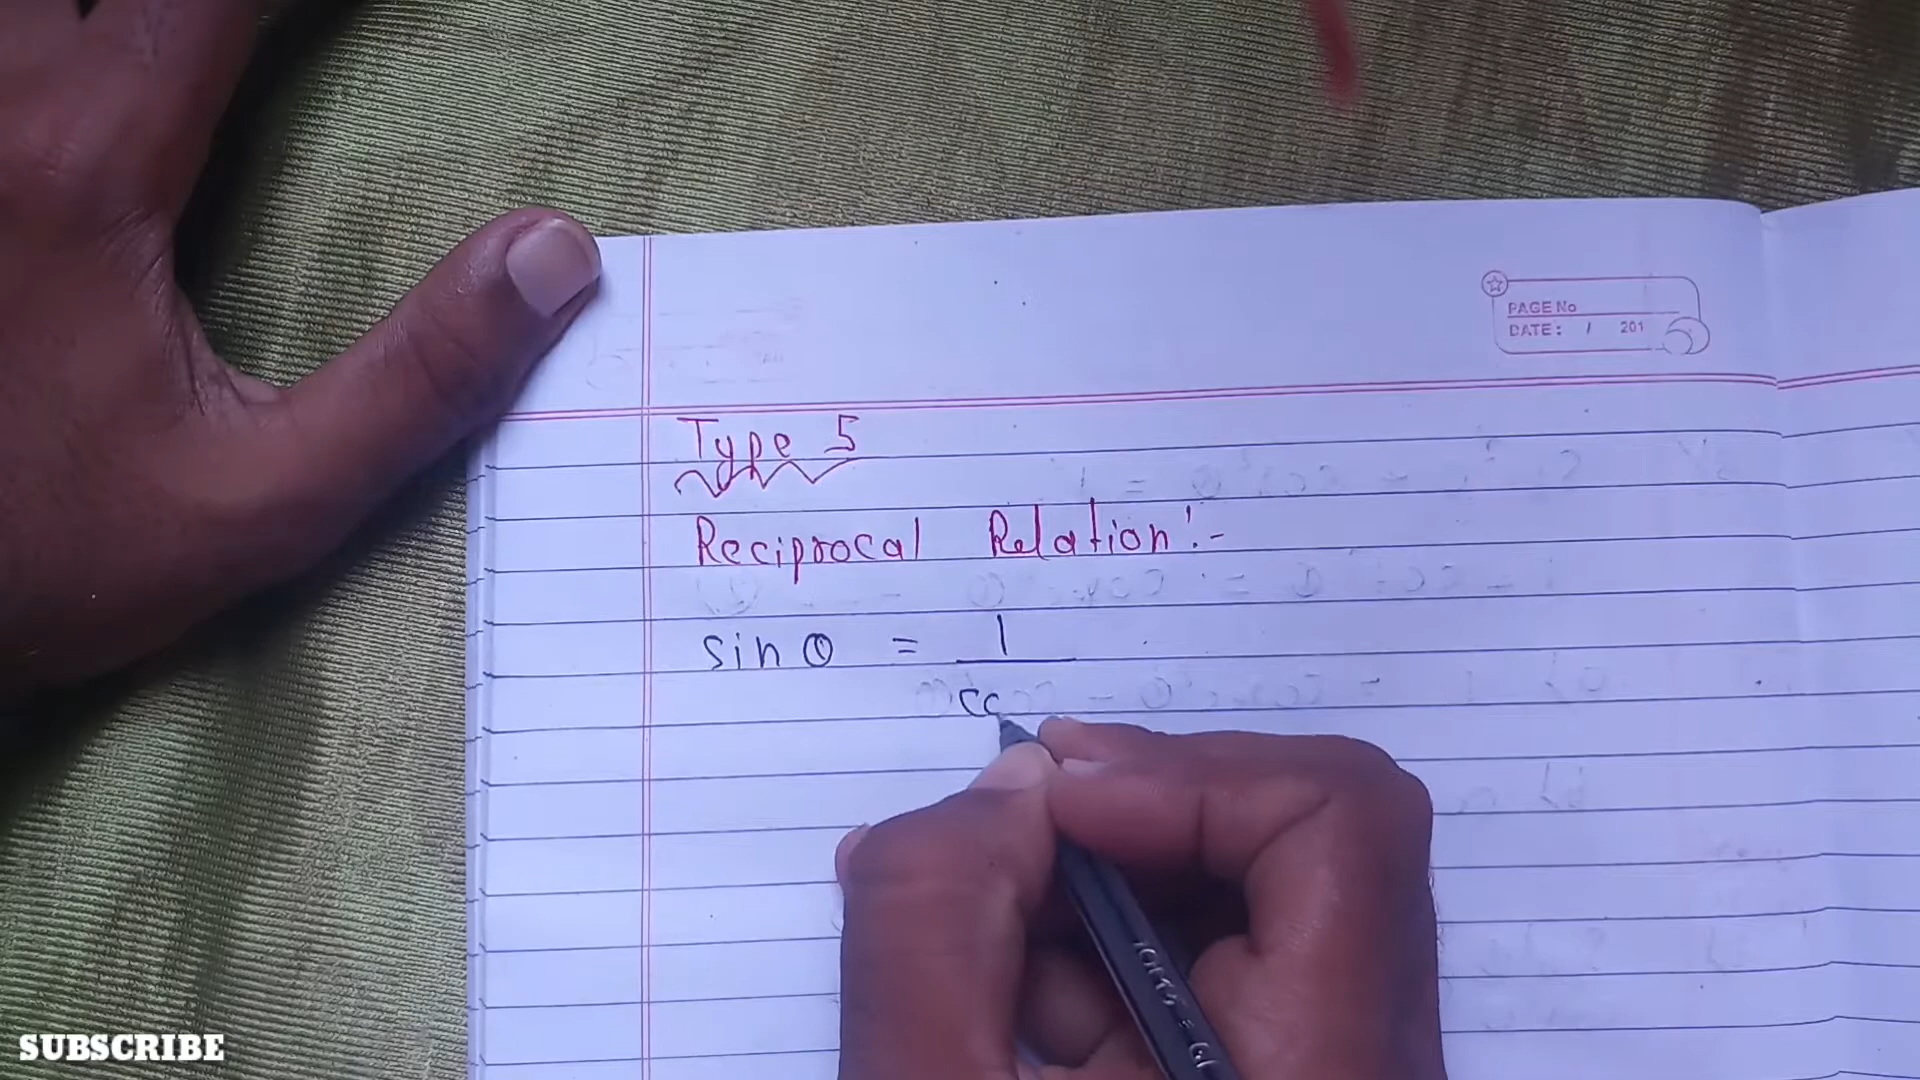 PAGE No
DATE: / 201
Type 5
Reciprocal Relation:-
sin θ = 1
SUBSCRIBE